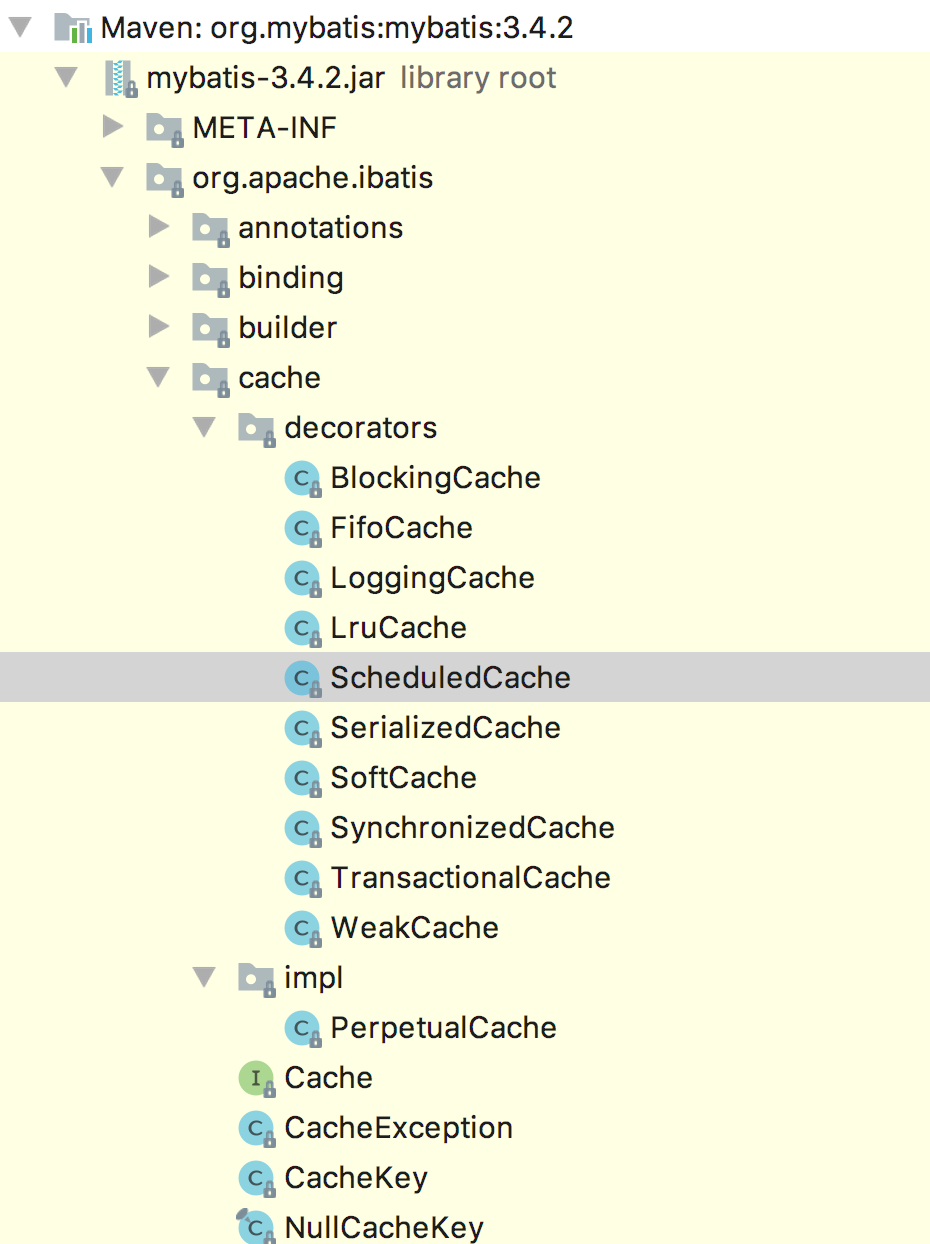 Maven: org.mybatis:mybatis:3.4.2
mybatis-3.4.2.jar library root
META-INF
org.apache.ibatis
annotations
binding
builder
cache
decorators
C BlockingCache
C FifoCache
C LoggingCache
C LruCache
C ScheduledCache
C SerializedCache
C SoftCache
C SynchronizedCache
C TransactionalCache
C WeakCache
impl
C PerpetualCache
I Cache
C CacheException
C CacheKey
C NullCacheKey